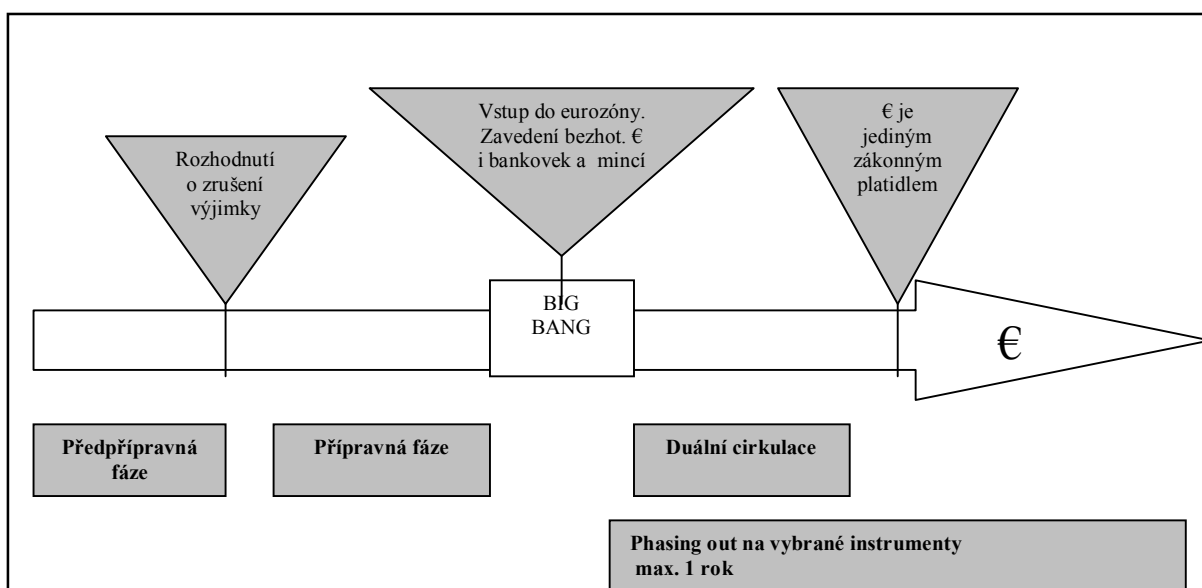 Vstup do eurozóny.
Zavedení bezhot. €
i bankovek a mincí
€ je
jediným
zákonným
platidlem
Rozhodnutí
o zrušení
výjimky
BIG
BANG
€
Předpřípravná
fáze
Přípravná fáze
Duální cirkulace
Phasing out na vybrané instrumenty
max. 1 rok